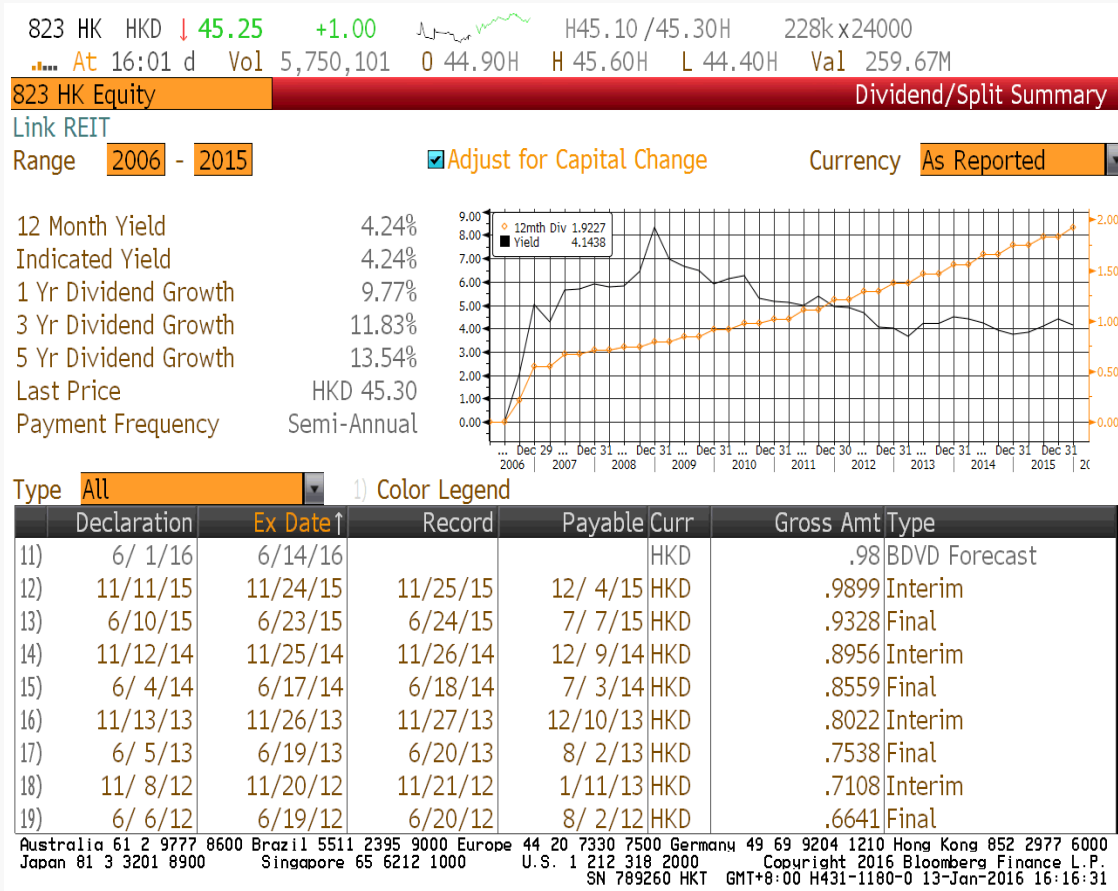 823 HK HKD ↓ 45.25 +1.00 H45.10/45.30H 228k x24000
At 16:01 d Vol 5,750,101 O 44.90H H 45.60H L 44.40H Val 259.67M
823 HK Equity Dividend/Split Summary
Link REIT
Range 2006 - 2015 Adjust for Capital Change Currency As Reported
12 Month Yield 4.24%
Indicated Yield 4.24%
1 Yr Dividend Growth 9.77%
3 Yr Dividend Growth 11.83%
5 Yr Dividend Growth 13.54%
Last Price HKD 45.30
Payment Frequency Semi-Annual
12mth Div 1.9227
Yield 4.1438
9.00
8.00
7.00
6.00
5.00
4.00
3.00
2.00
1.00
0.00
2.00
1.50
1.00
0.50
0.00
... Dec 29 ... Dec 31 ... Dec 31 ... Dec 31 ... Dec 31 ... Dec 30 ... Dec 31 ... Dec 31 ... Dec 31 ... Dec 31
2006 2007 2008 2009 2010 2011 2012 2013 2014 2015 20
Type All 1) Color Legend
Declaration Ex Date↑ Record Payable Curr Gross Amt Type
11) 6/ 1/16 6/14/16 HKD .98 BDVD Forecast
12) 11/11/15 11/24/15 11/25/15 12/ 4/15 HKD .9899 Interim
13) 6/10/15 6/23/15 6/24/15 7/ 7/15 HKD .9328 Final
14) 11/12/14 11/25/14 11/26/14 12/ 9/14 HKD .8956 Interim
15) 6/ 4/14 6/17/14 6/18/14 7/ 3/14 HKD .8559 Final
16) 11/13/13 11/26/13 11/27/13 12/10/13 HKD .8022 Interim
17) 6/ 5/13 6/19/13 6/20/13 8/ 2/13 HKD .7538 Final
18) 11/ 8/12 11/20/12 11/21/12 1/11/13 HKD .7108 Interim
19) 6/ 6/12 6/19/12 6/20/12 8/ 2/12 HKD .6641 Final
Australia 61 2 9777 8600 Brazil 5511 2395 9000 Europe 44 20 7330 7500 Germany 49 69 9204 1210 Hong Kong 852 2977 6000
Japan 81 3 3201 8900 Singapore 65 6212 1000 U.S. 1 212 318 2000 Copyright 2016 Bloomberg Finance L.P.
SN 789260 HKT GMT+8:00 H431-1180-0 13-Jan-2016 16:16:31